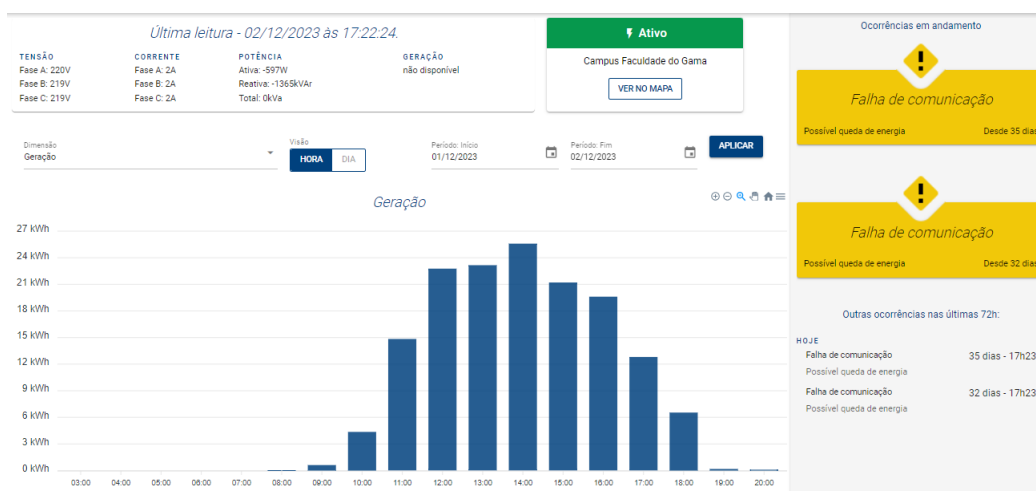 Última leitura - 02/12/2023 às 17:22:24.
TENSÃO
Fase A: 220V
Fase B: 219V
Fase C: 219V
CORRENTE
Fase A: 2A
Fase B: 2A
Fase C: 2A
POTÊNCIA
Ativa: -597W
Reativa: -1365kVAr
Total: 0kVa
GERAÇÃO
não disponível
Ativo
Campus Faculdade do Gama
VER NO MAPA
Dimensão
Geração
Visão
HORA DIA
Período: Início
01/12/2023
Período: Fim
02/12/2023
APLICAR
Geração
27 kWh
24 kWh
21 kWh
18 kWh
15 kWh
12 kWh
9 kWh
6 kWh
3 kWh
0 kWh
03:00 04:00 05:00 06:00 07:00 08:00 09:00 10:00 11:00 12:00 13:00 14:00 15:00 16:00 17:00 18:00 19:00 20:00
Ocorrências em andamento
Falha de comunicação
Possível queda de energia Desde 35 dias
Falha de comunicação
Possível queda de energia Desde 32 dias
Outras ocorrências nas últimas 72h:
HOJE
Falha de comunicação 35 dias - 17h23
Possível queda de energia
Falha de comunicação 32 dias - 17h23
Possível queda de energia